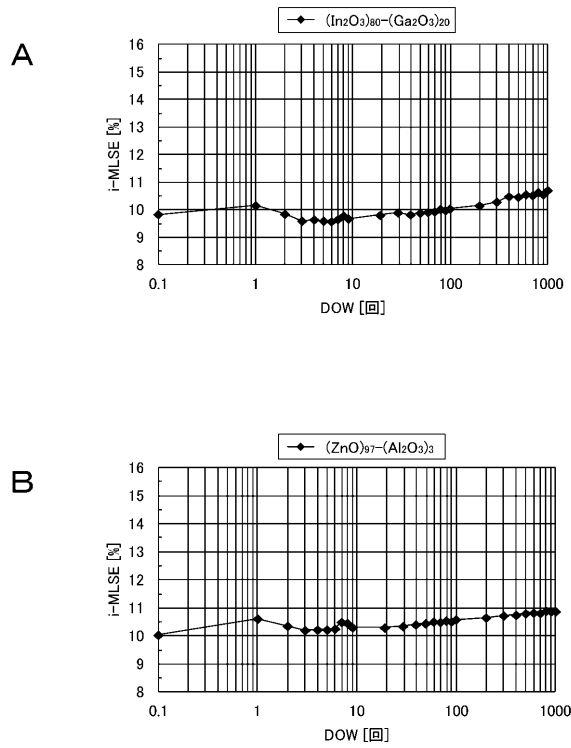 A
(In₂O₃)₈₀-(Ga₂O₃)₂₀
16
15
14
13
12
11
10
9
8
i-MLSE [%]
0.1 1 10 100 1000
DOW [回]
B
(ZnO)₉₇-(Al₂O₃)₃
16
15
14
13
12
11
10
9
8
i-MLSE [%]
0.1 1 10 100 1000
DOW [回]